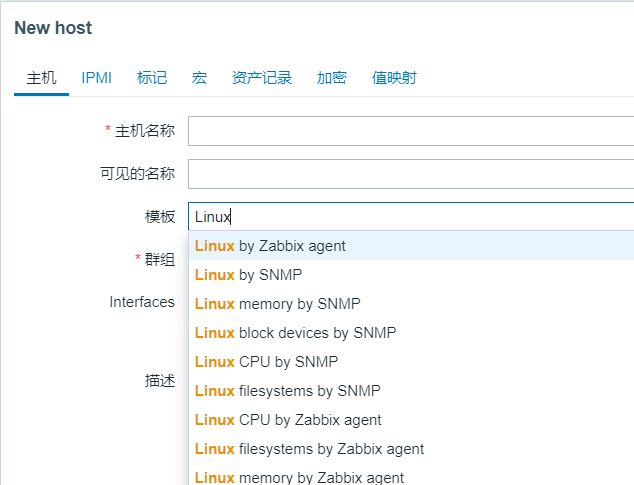 New host
主机 IPMI 标记 宏 资产记录 加密 值映射
* 主机名称
可见的名称
模板 Linux
Linux by Zabbix agent
* 群组
Linux by SNMP
Interfaces
Linux memory by SNMP
Linux block devices by SNMP
Linux CPU by SNMP
描述
Linux filesystems by SNMP
Linux CPU by Zabbix agent
Linux filesystems by Zabbix agent
Linux memory by Zabbix agent